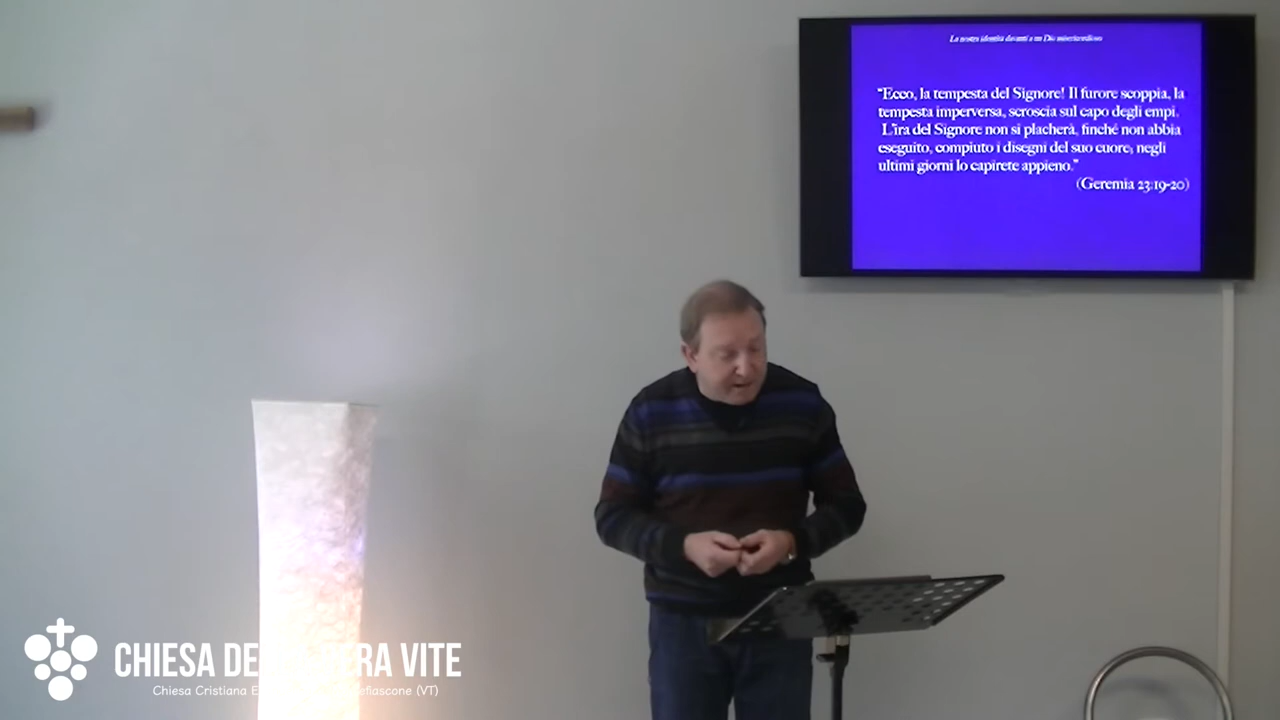 La nostra identità davanti a un Dio misericordioso
"Ecco, la tempesta del Signore! Il furore scoppia, la
tempesta imperversa, scroscia sul capo degli empi.
L'ira del Signore non si placherà, finché non abbia
eseguito, compiuto i disegni del suo cuore; negli
ultimi giorni lo capirete appieno."
(Geremia 23:19-20)
CHIESA DE ERA VITE
Chiesa Cristiana E efiascone (VT)